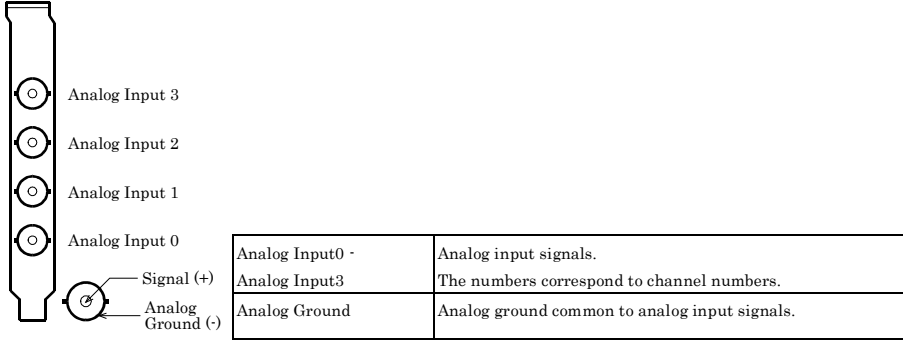 Analog Input 3
Analog Input 2
Analog Input 1
Analog Input 0
Signal (+)
Analog
Ground (-)
Analog Input0 - Analog input signals.
Analog Input3 The numbers correspond to channel numbers.
Analog Ground Analog ground common to analog input signals.